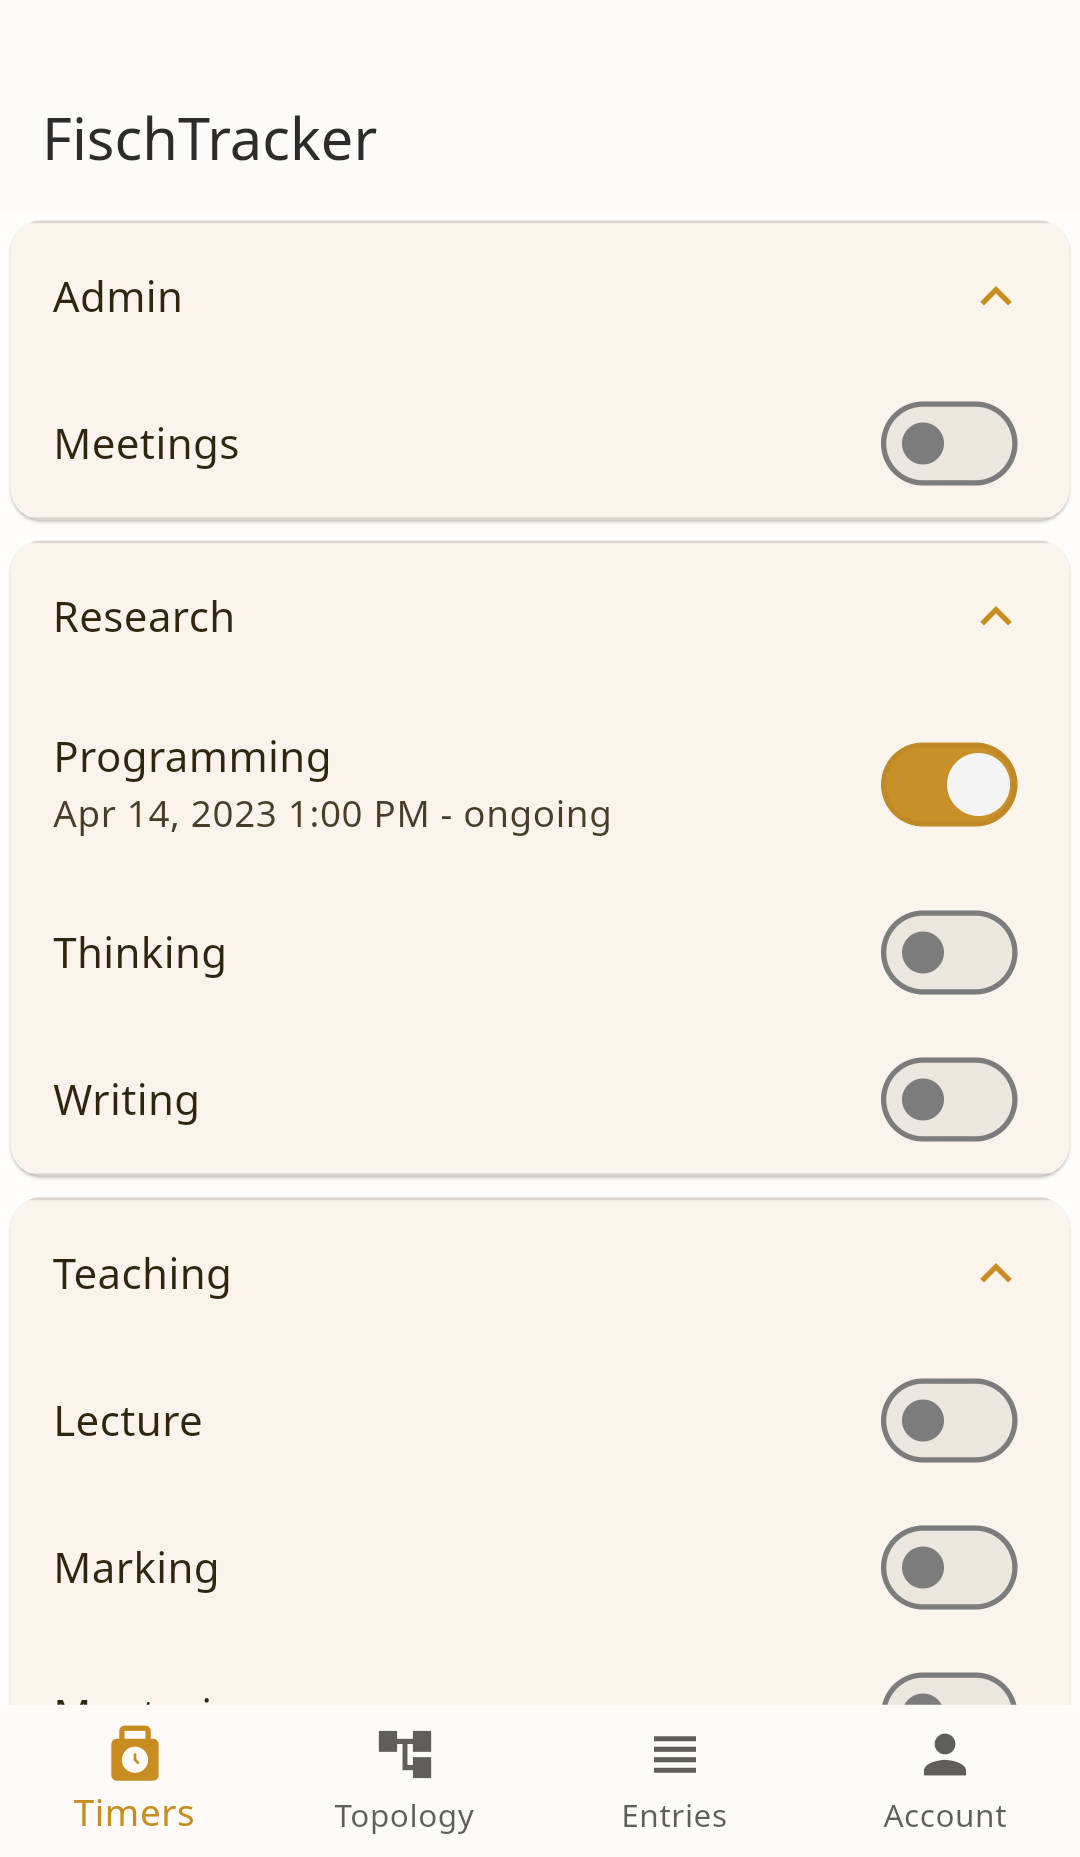 FischTracker
Admin
Meetings
Research
Programming
Apr 14, 2023 1:00 PM - ongoing
Thinking
Writing
Teaching
Lecture
Marking
Timers
Topology
Entries
Account